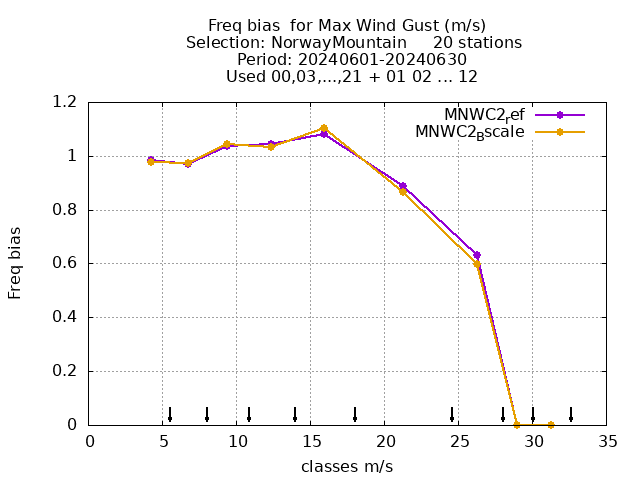 Freq bias  for Max Wind Gust (m/s)
Selection: NorwayMountain     20 stations
Period: 20240601-20240630
Used 00,03,...,21 + 01 02 ... 12
MNWC2ref
MNWC2Bscale
1.2
1
0.8
0.6
0.4
0.2
0
Freq bias
0 5 10 15 20 25 30 35
classes m/s